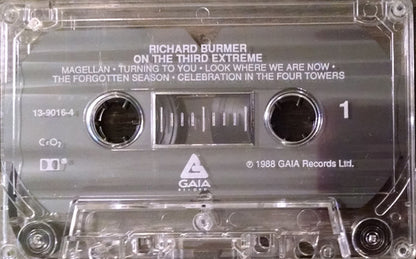 RICHARD BURMER
ON THE THIRD EXTREME
MAGELLAN • TURNING TO YOU • LOOK WHERE WE ARE NOW •
THE FORGOTTEN SEASON • CELEBRATION IN THE FOUR TOWERS
13-9016-4
1
CrO2
GAIA
RECORDS
℗ 1988 GAIA Records Ltd.